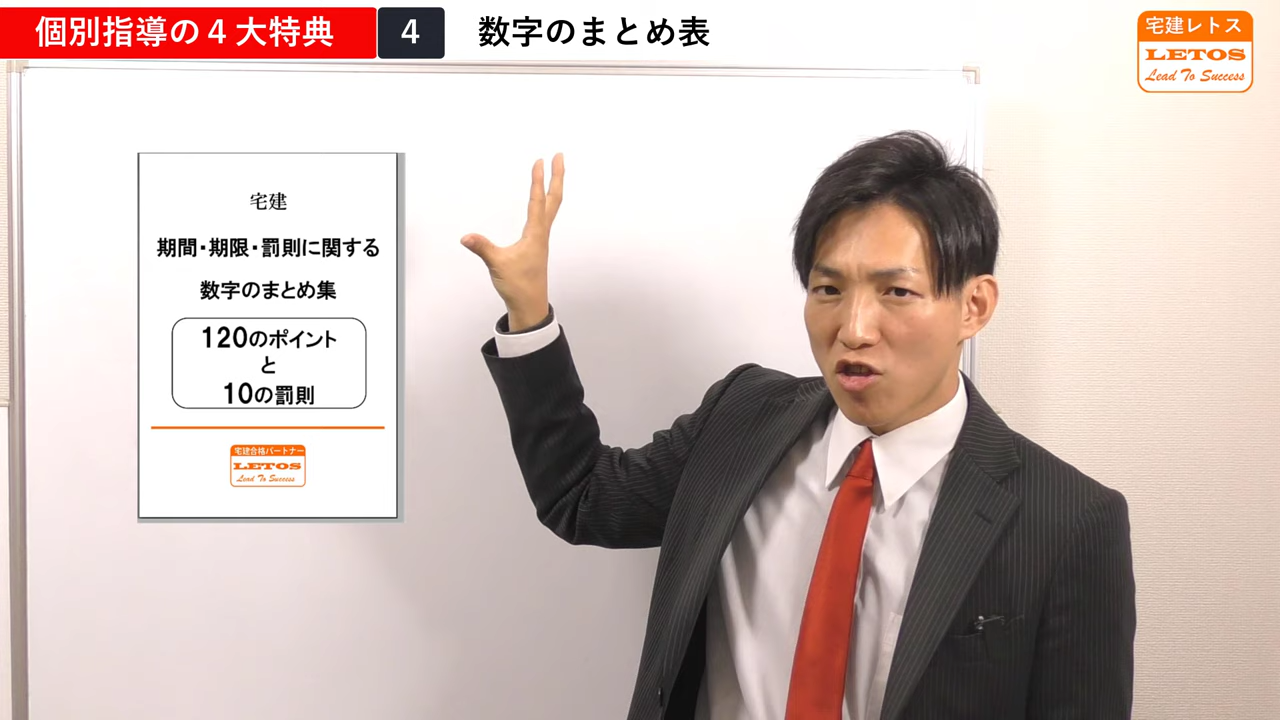 個別指導の４大特典
4
数字のまとめ表
宅建レトス
LETOS
Lead To Success
宅建
期間・期限・罰則に関する
数字のまとめ集
120のポイント
と
10の罰則
宅建合格パートナー
LETOS
Lead To Success